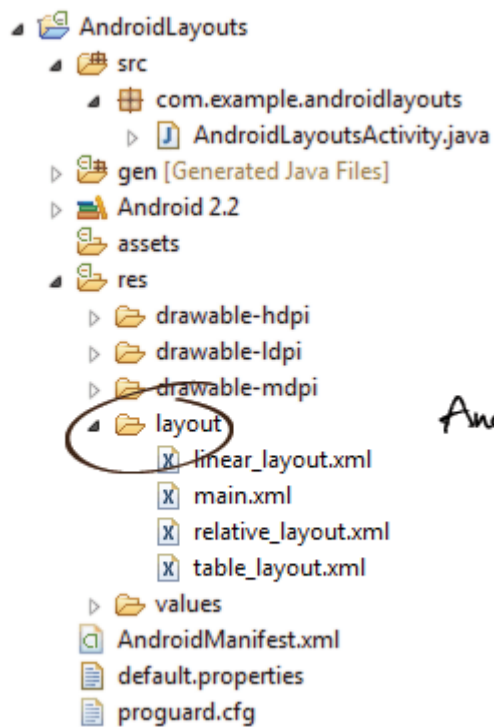 AndroidLayouts
src
com.example.androidlayouts
AndroidLayoutsActivity.java
gen [Generated Java Files]
Android 2.2
assets
res
drawable-hdpi
drawable-ldpi
drawable-mdpi
layout
linear_layout.xml
main.xml
relative_layout.xml
table_layout.xml
values
AndroidManifest.xml
default.properties
proguard.cfg